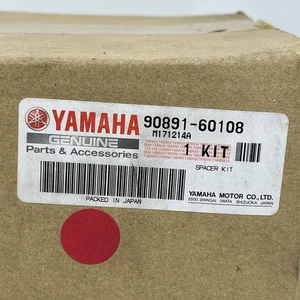 YAMAHA 90891-60108
M171214A
GENUINE
Parts & Accessories
1 KIT
SPACER KIT
PACKED IN JAPAN
YAMAHA MOTOR CO.,LTD.
2500 SHINGAI IWATA SHIZUOKA JAPAN